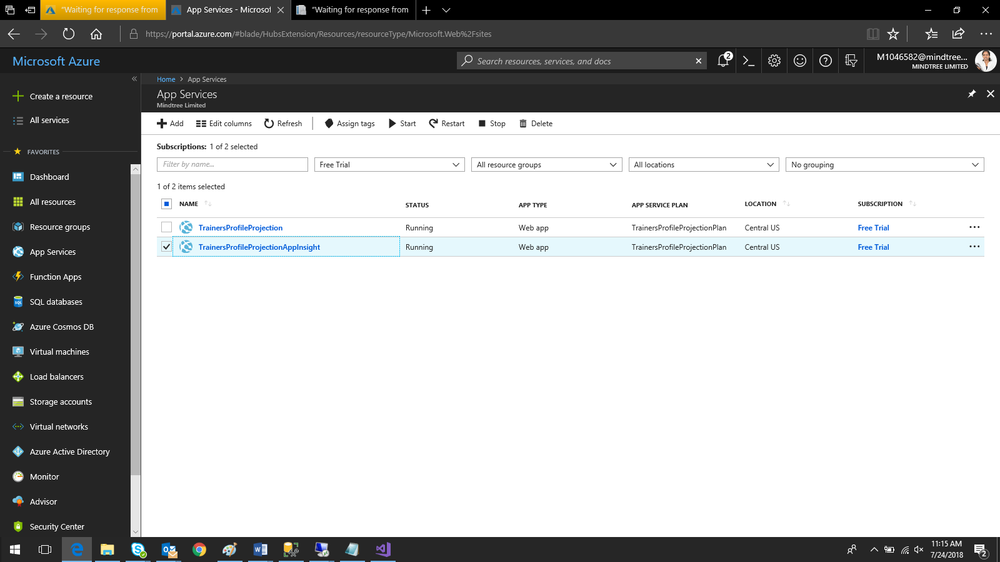 "Waiting for response from
App Services - Microsof
"Waiting for response from
https://portal.azure.com/#blade/HubsExtension/Resources/resourceType/Microsoft.Web%2Fsites
Microsoft Azure
Search resources, services, and docs
2
M1046582@mindtree...
MINDTREE LIMITED
Home > App Services
App Services
Mindtree Limited
Create a resource
All services
FAVORITES
Dashboard
All resources
Resource groups
App Services
Function Apps
SQL databases
Azure Cosmos DB
Virtual machines
Load balancers
Storage accounts
Virtual networks
Azure Active Directory
Monitor
Advisor
Security Center
Add Edit columns Refresh Assign tags Start Restart Stop Delete
Subscriptions: 1 of 2 selected
Filter by name... Free Trial All resource groups All locations No grouping
1 of 2 items selected
NAME STATUS APP TYPE APP SERVICE PLAN LOCATION SUBSCRIPTION
TrainersProfileProjection Running Web app TrainersProfileProjectionPlan Central US Free Trial
TrainersProfileProjectionAppInsight Running Web app TrainersProfileProjectionPlan Central US Free Trial
11:15 AM
7/24/2018
2